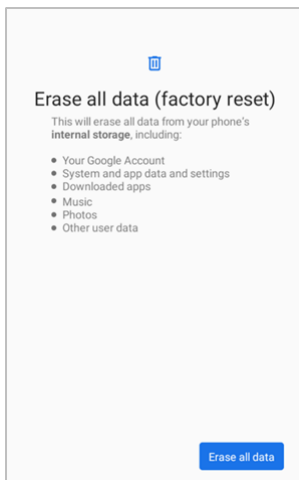 Erase all data (factory reset)
This will erase all data from your phone's
internal storage, including:
• Your Google Account
• System and app data and settings
• Downloaded apps
• Music
• Photos
• Other user data
Erase all data